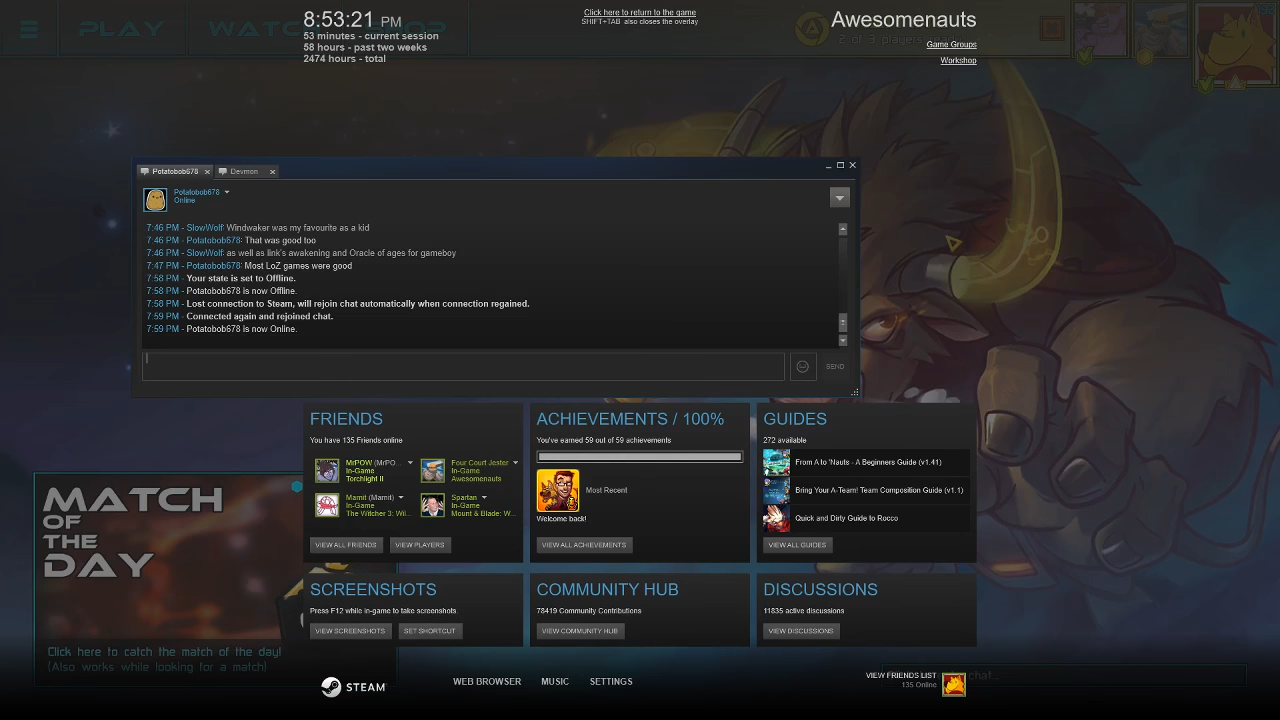 PLAY
WATCH
8:53:21 PM
53 minutes - current session
58 hours - past two weeks
2474 hours - total
Click here to return to the game
SHIFT+TAB also closes the overlay
Awesomenauts
2 of 3 players
Game Groups
Workshop
Potatobob678
Devmon
Potatobob678
Online
7:46 PM - SlowWolf: Windwaker was my favourite as a kid
7:46 PM - Potatobob678: That was good too
7:46 PM - SlowWolf: as well as link's awakening and Oracle of ages for gameboy
7:47 PM - Potatobob678: Most LoZ games were good
7:58 PM - Your state is set to Offline.
7:58 PM - Potatobob678 is now Offline.
7:58 PM - Lost connection to Steam, will rejoin chat automatically when connection regained.
7:59 PM - Connected again and rejoined chat.
7:59 PM - Potatobob678 is now Online.
SEND
FRIENDS
You have 135 Friends online
MrPOW (MrPO...
In-Game
Torchlight II
Four Court Jester
In-Game
Awesomenauts
Mamit (Mamit)
In-Game
The Witcher 3: Wil...
Spartan
In-Game
Mount & Blade: W...
VIEW ALL FRIENDS
VIEW PLAYERS
ACHIEVEMENTS / 100%
You've earned 59 out of 59 achievements
Most Recent
Welcome back!
VIEW ALL ACHIEVEMENTS
GUIDES
272 available
From A to 'Nauts - A Beginners Guide (v1.41)
Bring Your A-Team! Team Composition Guide (v1.1)
Quick and Dirty Guide to Rocco
VIEW ALL GUIDES
SCREENSHOTS
Press F12 while in-game to take screenshots
VIEW SCREENSHOTS
SET SHORTCUT
COMMUNITY HUB
78419 Community Contributions
VIEW COMMUNITY HUB
DISCUSSIONS
11835 active discussions
VIEW DISCUSSIONS
MATCH
OF
THE
DAY
Click here to catch the match of the day!
(Also works while looking for a match)
STEAM
WEB BROWSER
MUSIC
SETTINGS
VIEW FRIENDS LIST
135 Online
chat...